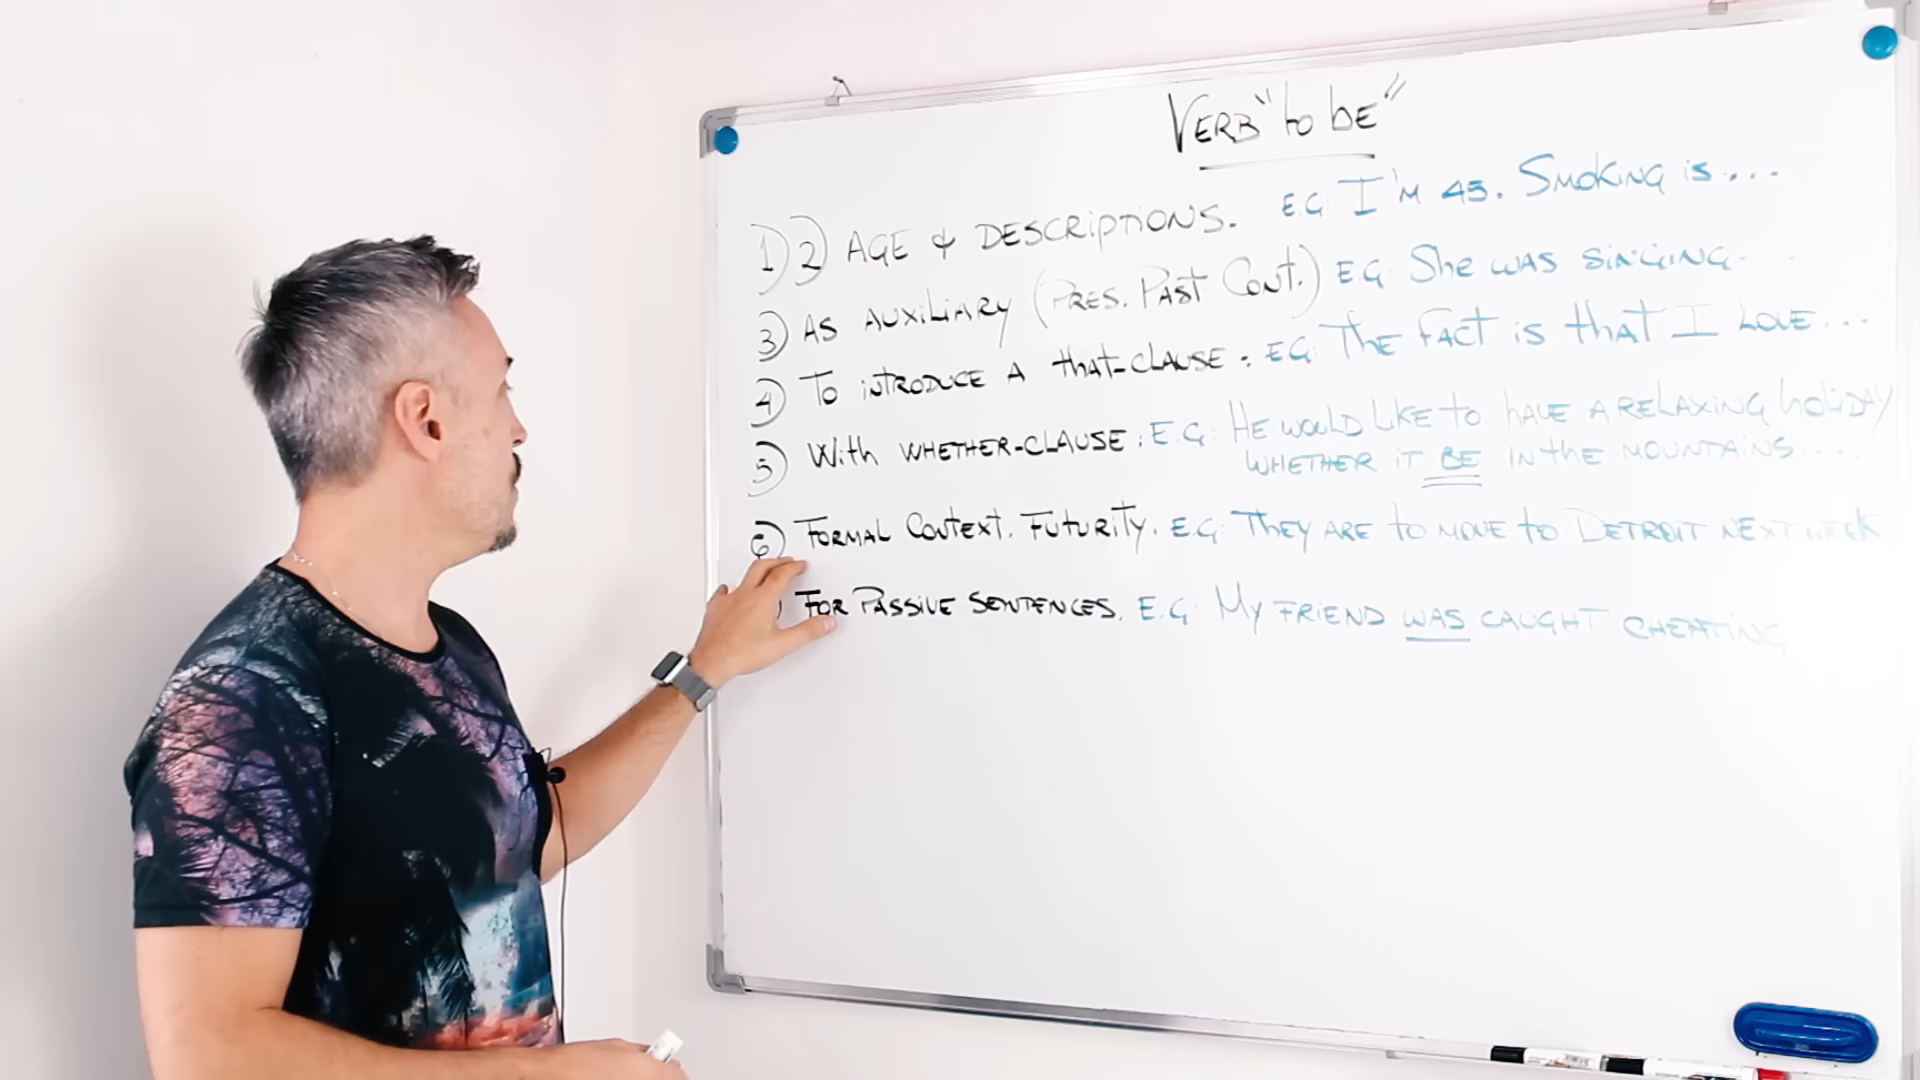 VERB "to be"
1) 2) AGE & DESCRIPTIONS. E.G: I'M 45. SMOKING is....
3) AS AUXILIARY (PRES. PAST CONT.) E.G: She WAS SINGING....
4) To INTRODUCE A that-CLAUSE: E.G: The FACT is that I LOVE...
5) With WHETHER-CLAUSE: E.G: HE WOULD LIKE to HAVE A RELAXING holiDAY
WHETHER IT BE IN the MOUNTAINS....
6) FORMAL CONTEXT. FUTURITY. E.G: They ARE to MOVE to DETROIT NEXT WEEK
) FOR PASSIVE SENTENCES. E.G: My FRIEND WAS CAUGHT CHEATING